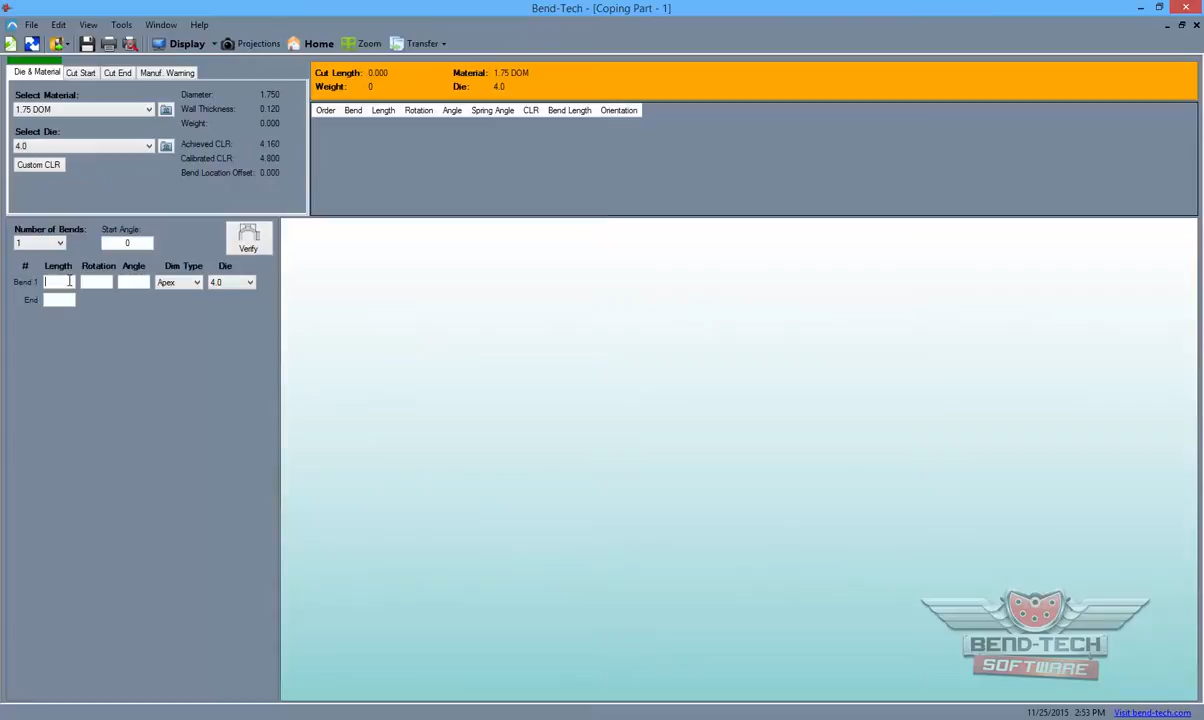 Bend-Tech - [Coping Part - 1]
File Edit View Tools Window Help
Display Projections Home Zoom Transfer
Die & Material Cut Start Cut End Manuf. Warning
Select Material:
1.75 DOM
Select Die:
4.0
Custom CLR
Diameter: 1.750
Wall Thickness: 0.120
Weight: 0.000
Achieved CLR: 4.160
Calibrated CLR: 4.800
Bend Location Offset: 0.000
Cut Length: 0.000 Material: 1.75 DOM
Weight: 0 Die: 4.0
Order Bend Length Rotation Angle Spring Angle CLR Bend Length Orientation
Number of Bends: Start Angle:
1 0
Verify
# Length Rotation Angle Dim Type Die
Bend 1 Apex 4.0
End
BEND-TECH
SOFTWARE
11/25/2015 2:53 PM Visit bend-tech.com